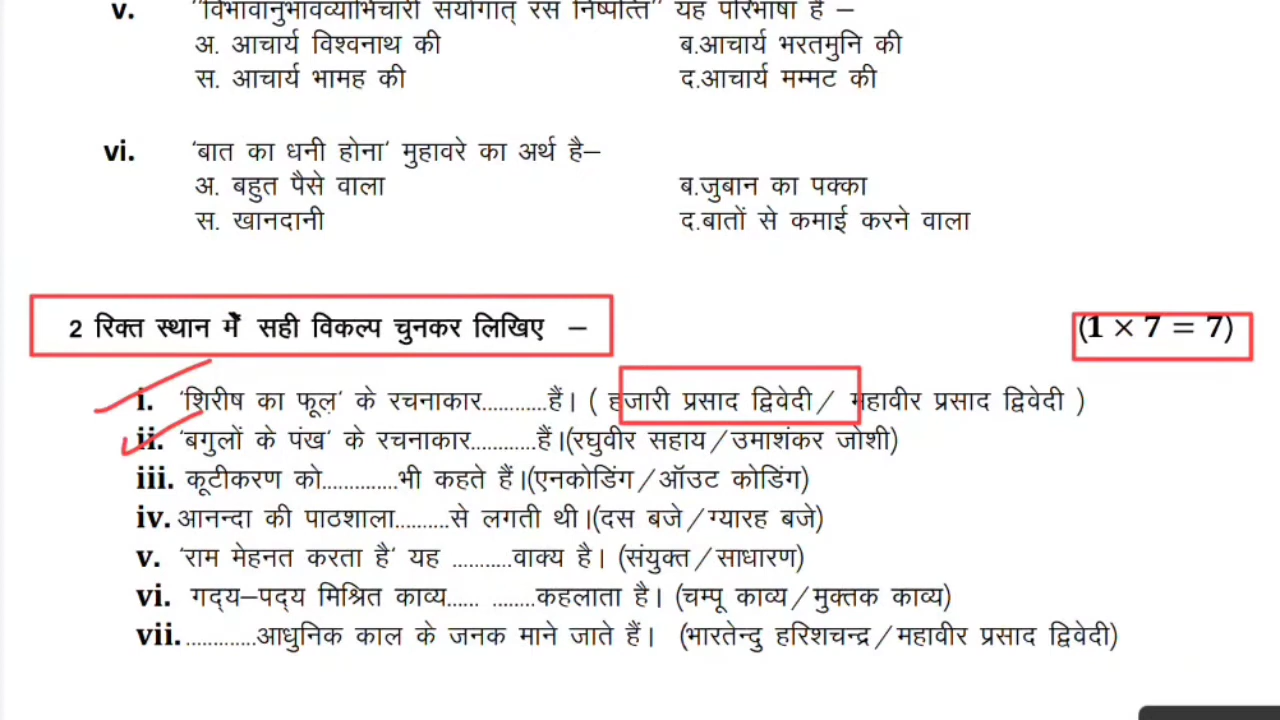 v. "विभावानुभावव्याभिचारी संयोगात् रस निष्पत्ति" यह परिभाषा है –
अ. आचार्य विश्वनाथ की ब.आचार्य भरतमुनि की
स. आचार्य भामह की द.आचार्य मम्मट की
vi. 'बात का धनी होना' मुहावरे का अर्थ है–
अ. बहुत पैसे वाला ब.जुबान का पक्का
स. खानदानी द.बातों से कमाई करने वाला
2 रिक्त स्थान में सही विकल्प चुनकर लिखिए – (1 × 7 = 7)
i. 'शिरीष का फूल' के रचनाकार...........हैं। ( हजारी प्रसाद द्विवेदी/ महावीर प्रसाद द्विवेदी )
ii. 'बगुलों के पंख' के रचनाकार...........हैं।(रघुवीर सहाय/उमाशंकर जोशी)
iii. कूटीकरण को.............भी कहते हैं।(एनकोडिंग/ऑउट कोडिंग)
iv. आनन्दा की पाठशाला.........से लगती थी।(दस बजे/ग्यारह बजे)
v. 'राम मेहनत करता है' यह ...........वाक्य है। (संयुक्त/साधारण)
vi. गद्य–पद्य मिश्रित काव्य...... ........कहलाता है। (चम्पू काव्य/मुक्तक काव्य)
vii. ............आधुनिक काल के जनक माने जाते हैं। (भारतेन्दु हरिशचन्द्र/महावीर प्रसाद द्विवेदी)